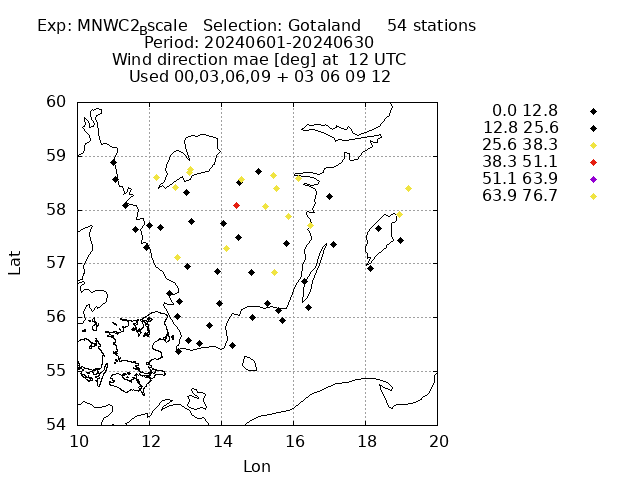 Exp: MNWC2Bscale   Selection: Gotaland     54 stations
Period: 20240601-20240630
Wind direction mae [deg] at  12 UTC
Used 00,03,06,09 + 03 06 09 12
0.0 12.8
12.8 25.6
25.6 38.3
38.3 51.1
51.1 63.9
63.9 76.7
60
59
58
57
56
55
54
Lat
10 12 14 16 18 20
Lon